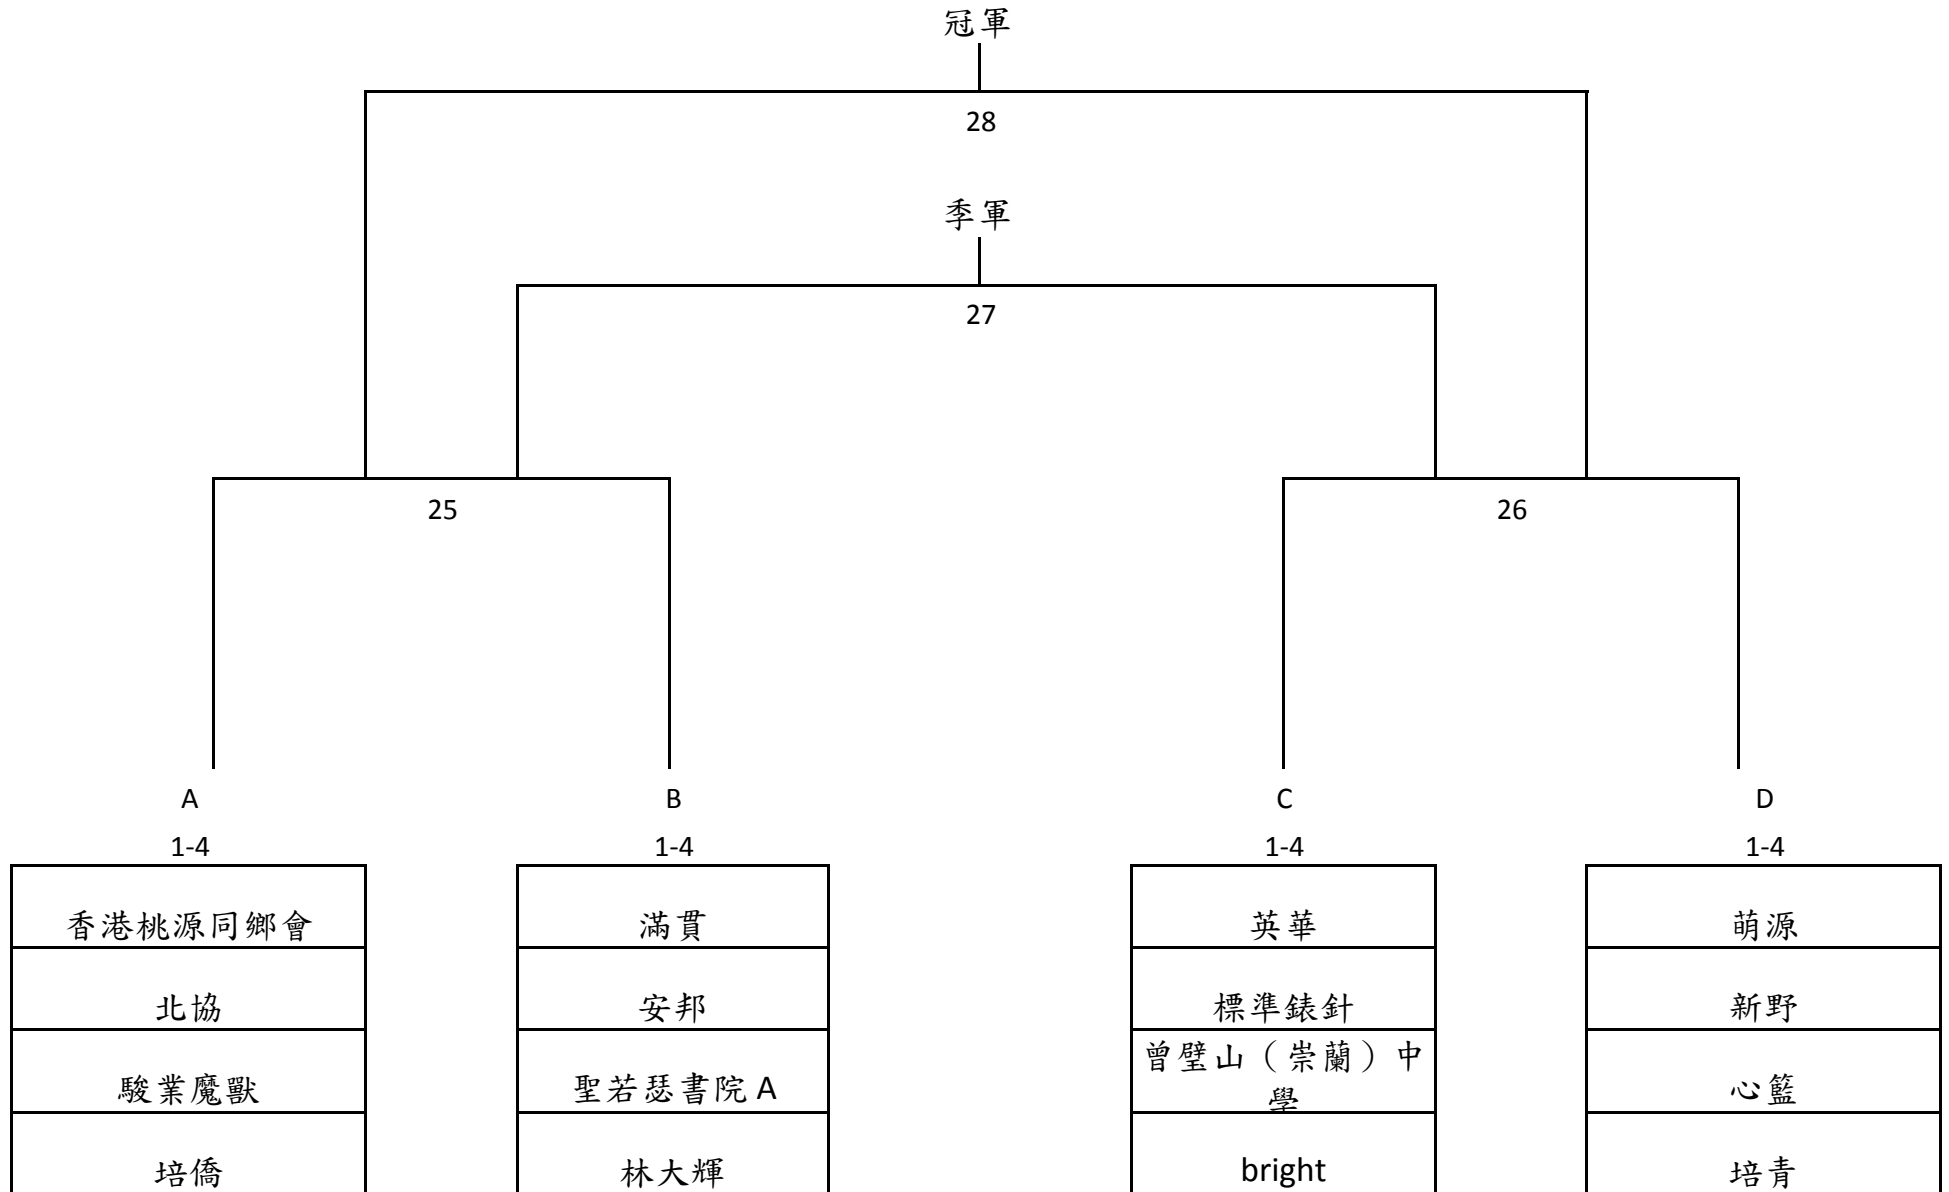 冠軍
28
季軍
27
25
26
A
B
C
D
1-4
1-4
1-4
1-4
香港桃源同鄉會
滿貫
英華
萌源
北協
安邦
標準錶針
新野
駿業魔獸
聖若瑟書院 A
曾璧山（崇蘭）中
學
心籃
培僑
林大輝
bright
培青